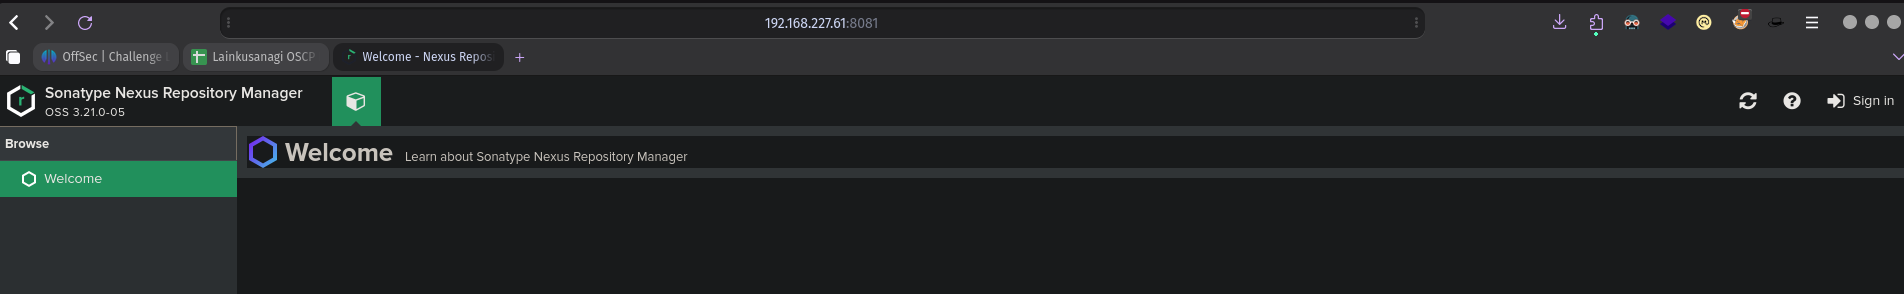 192.168.227.61:8081
OffSec | Challenge
Lainkusanagi OSCP
Welcome - Nexus Repos
Sonatype Nexus Repository Manager
OSS 3.21.0-05
Sign in
Browse
Welcome
Welcome Learn about Sonatype Nexus Repository Manager